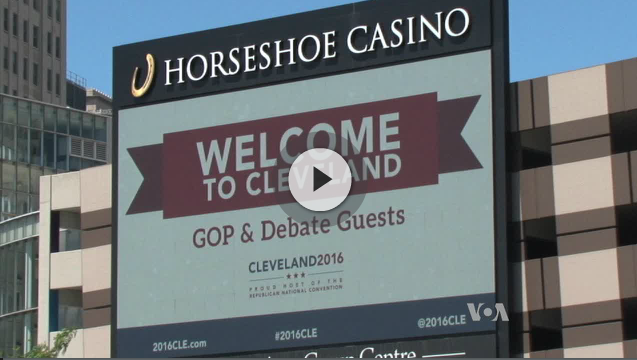 HORSESHOE CASINO
WELCOME
TO CLEVELAND
GOP & Debate Guests
CLEVELAND2016
PROUD HOST OF THE
REPUBLICAN NATIONAL CONVENTION
2016CLE.com #2016CLE @2016CLE
VOA
Centre